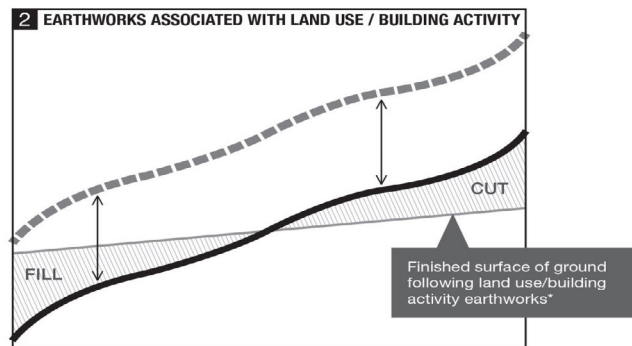 2 EARTHWORKS ASSOCIATED WITH LAND USE / BUILDING ACTIVITY
CUT
FILL
Finished surface of ground
following land use/building
activity earthworks*